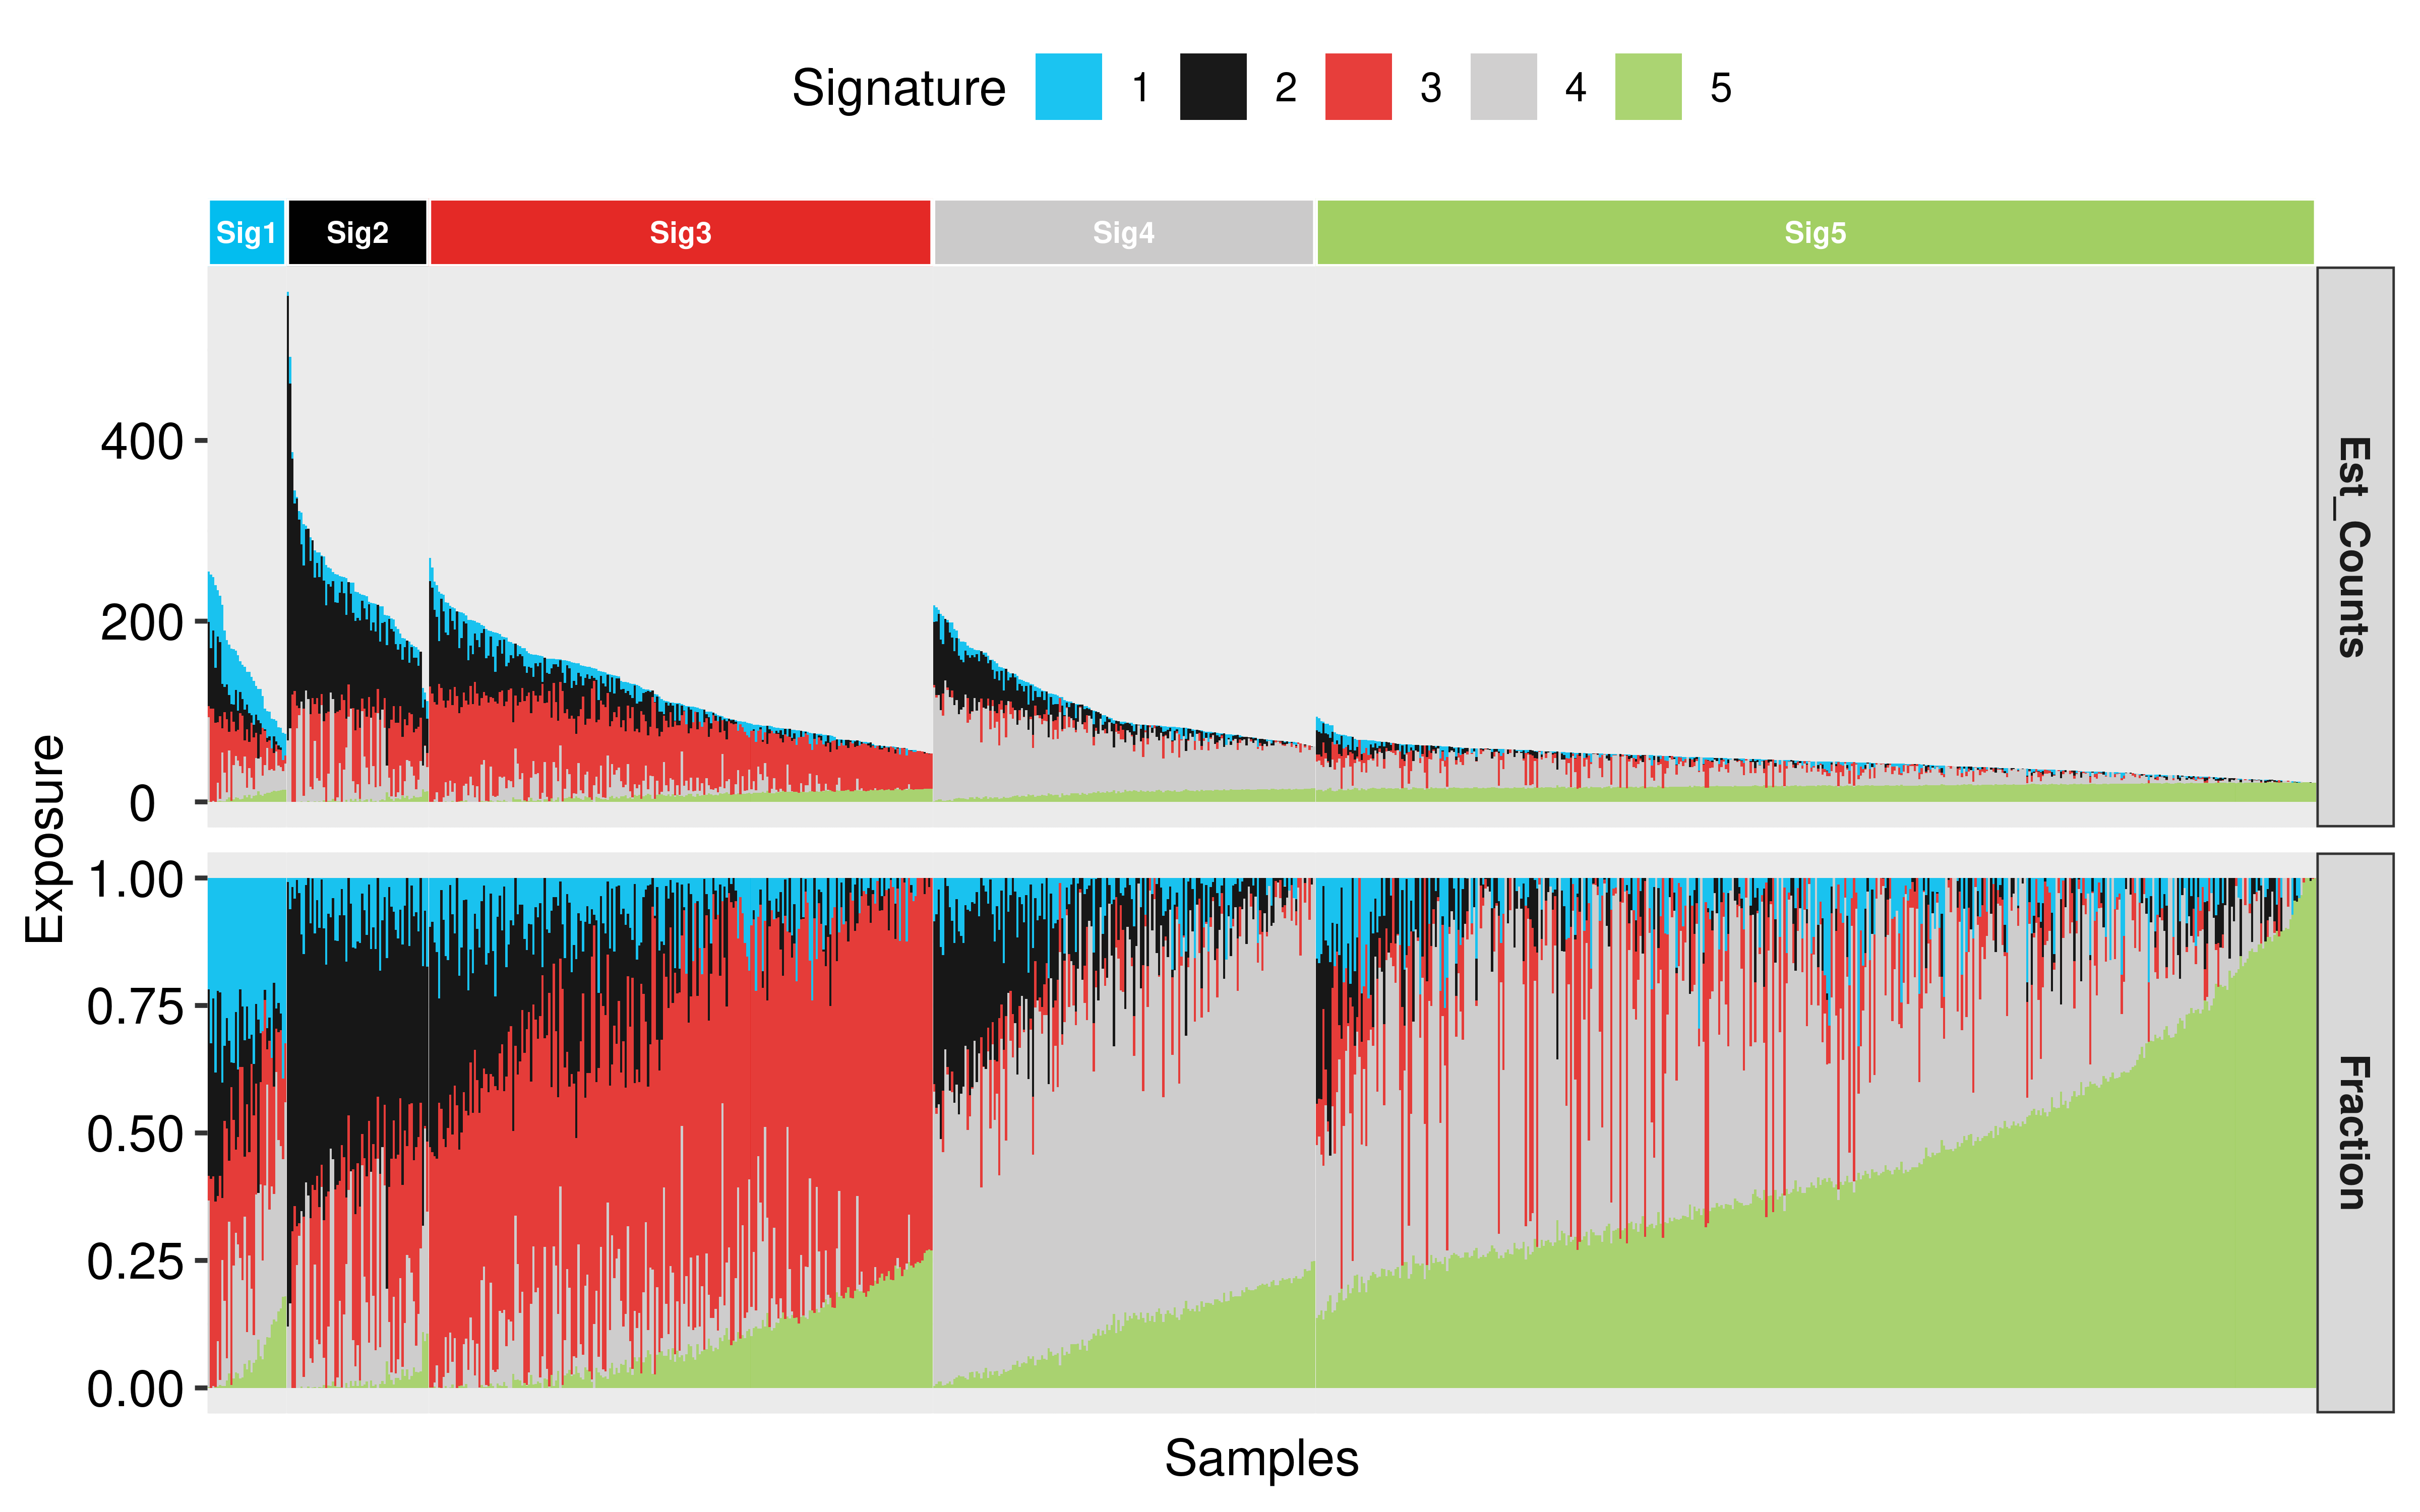 Signature 1 2 3 4 5
Sig1 Sig2 Sig3 Sig4 Sig5
400
200
0
Est_Counts
Exposure
1.00
0.75
0.50
0.25
0.00
Fraction
Samples